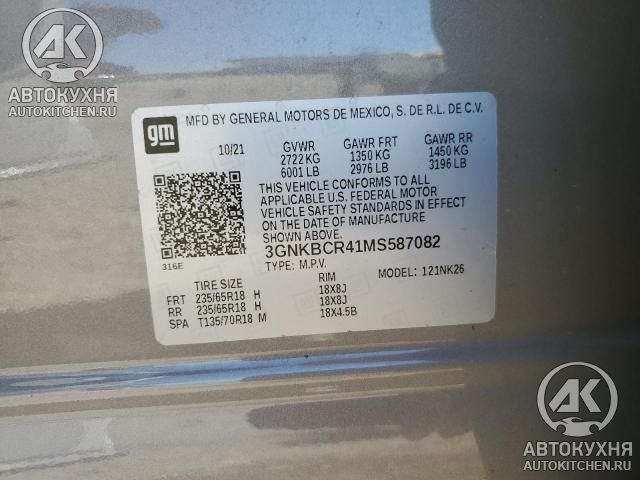 AK
АВТОКУХНЯ
AUTOKITCHEN.RU
gm
MFD BY GENERAL MOTORS DE MEXICO, S. DE R.L. DE C.V.
10/21 GVWR GAWR FRT GAWR RR
2722 KG 1350 KG 1450 KG
6001 LB 2976 LB 3196 LB
THIS VEHICLE CONFORMS TO ALL
APPLICABLE U.S. FEDERAL MOTOR
VEHICLE SAFETY STANDARDS IN EFFECT
ON THE DATE OF MANUFACTURE
SHOWN ABOVE.
316E
3GNKBCR41MS587082
TYPE: M.P.V. MODEL: 121NK26
TIRE SIZE RIM
FRT 235/65R18 H 18X8J
RR 235/65R18 H 18X8J
SPA T135/70R18 M 18X4.5B
AK
АВТОКУХНЯ
AUTOKITCHEN.RU